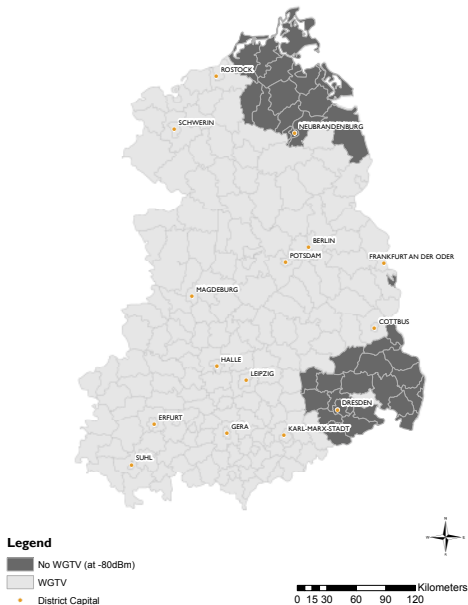 ROSTOCK
SCHWERIN
NEUBRANDENBURG
BERLIN
POTSDAM
FRANKFURT AN DER ODER
MAGDEBURG
COTTBUS
HALLE
LEIPZIG
DRESDEN
ERFURT
GERA
KARL-MARX-STADT
SUHL
Legend
No WGTV (at -80dBm)
WGTV
District Capital
N
W E
S
Kilometers
0 15 30 60 90 120